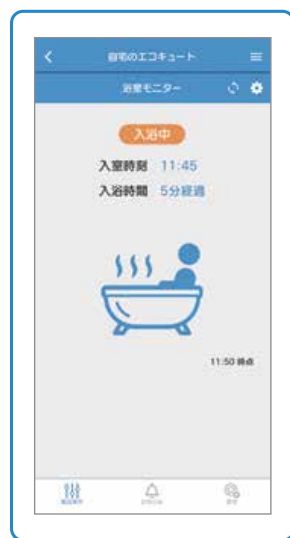 自宅のエコキュート
浴室モニター
入浴中
入室時刻 11:45
入浴時間 5分経過
11:50 時点